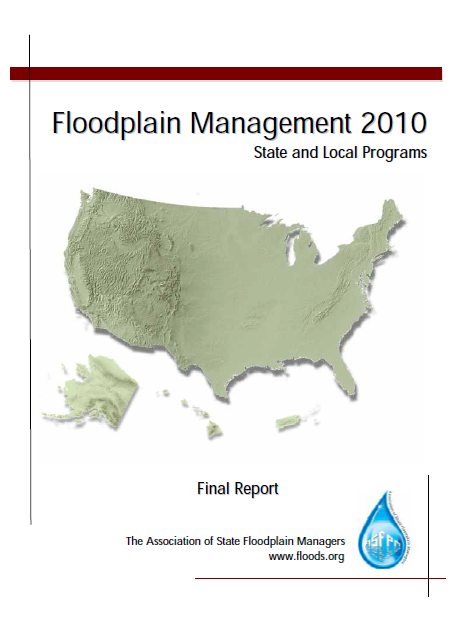 Floodplain Management 2010
State and Local Programs
Final Report
The Association of State Floodplain Managers
www.floods.org